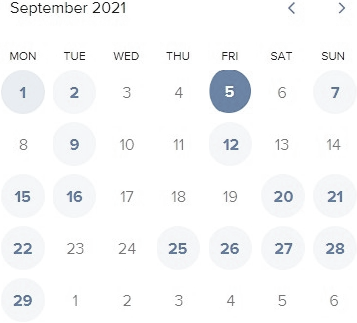 September 2021 < >
MON TUE WED THU FRI SAT SUN
1 2 3 4 5 6 7
8 9 10 11 12 13 14
15 16 17 18 19 20 21
22 23 24 25 26 27 28
29 1 2 3 4 5 6